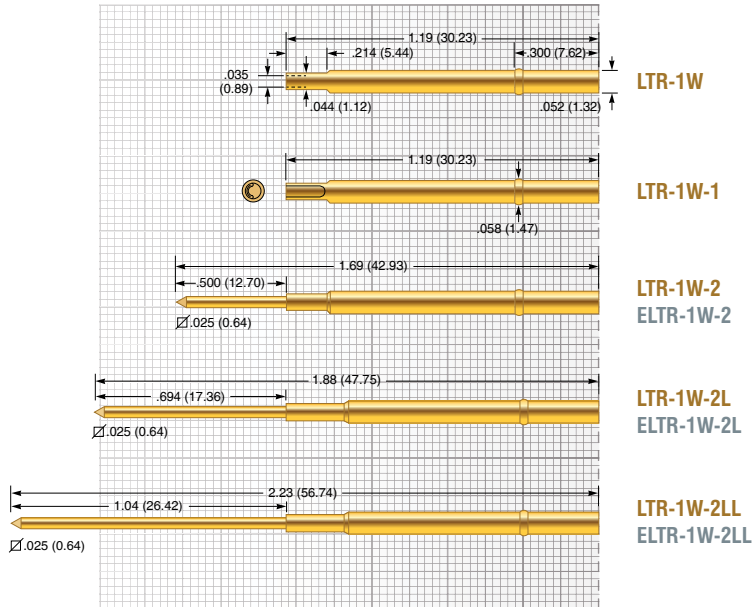 1.19 (30.23)
.214 (5.44)
.300 (7.62)
.035
(0.89)
.044 (1.12)
.052 (1.32)
LTR-1W
1.19 (30.23)
.058 (1.47)
LTR-1W-1
1.69 (42.93)
.500 (12.70)
.025 (0.64)
LTR-1W-2
ELTR-1W-2
1.88 (47.75)
.694 (17.36)
.025 (0.64)
LTR-1W-2L
ELTR-1W-2L
2.23 (56.74)
1.04 (26.42)
.025 (0.64)
LTR-1W-2LL
ELTR-1W-2LL